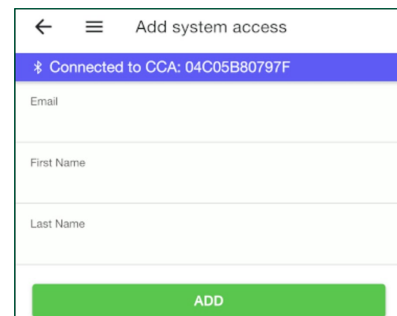 Add system access
Connected to CCA: 04C05B80797F
Email
First Name
Last Name
ADD